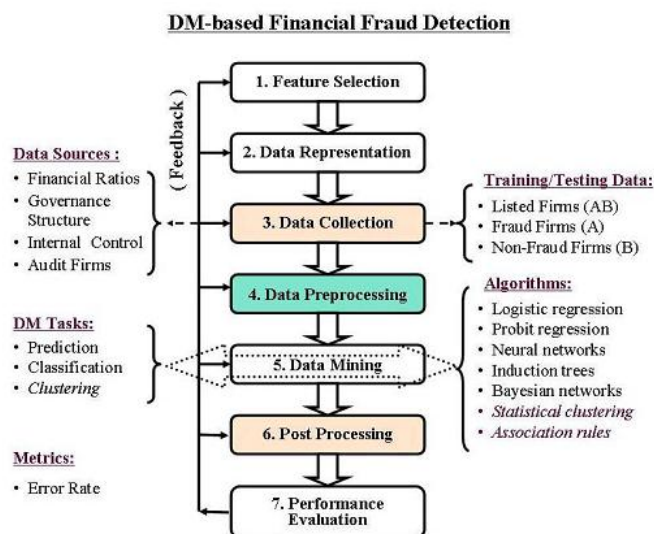 DM-based Financial Fraud Detection
1. Feature Selection
( Feedback )
2. Data Representation
Data Sources :
• Financial Ratios
• Governance
Structure
• Internal Control
• Audit Firms
3. Data Collection
Training/Testing Data:
• Listed Firms (AB)
• Fraud Firms (A)
• Non-Fraud Firms (B)
4. Data Preprocessing
DM Tasks:
• Prediction
• Classification
• Clustering
5. Data Mining
Algorithms:
• Logistic regression
• Probit regression
• Neural networks
• Induction trees
• Bayesian networks
• Statistical clustering
• Association rules
6. Post Processing
Metrics:
• Error Rate
7. Performance
Evaluation